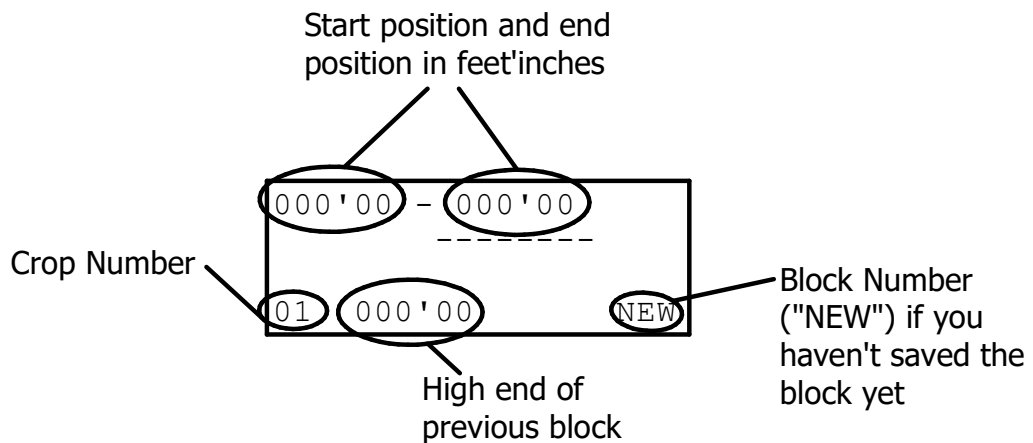 Start position and end
position in feet'inches
000'00 - 000'00
--------
Crop Number
01 000'00 NEW
Block Number
("NEW") if you
haven't saved the
block yet
High end of
previous block